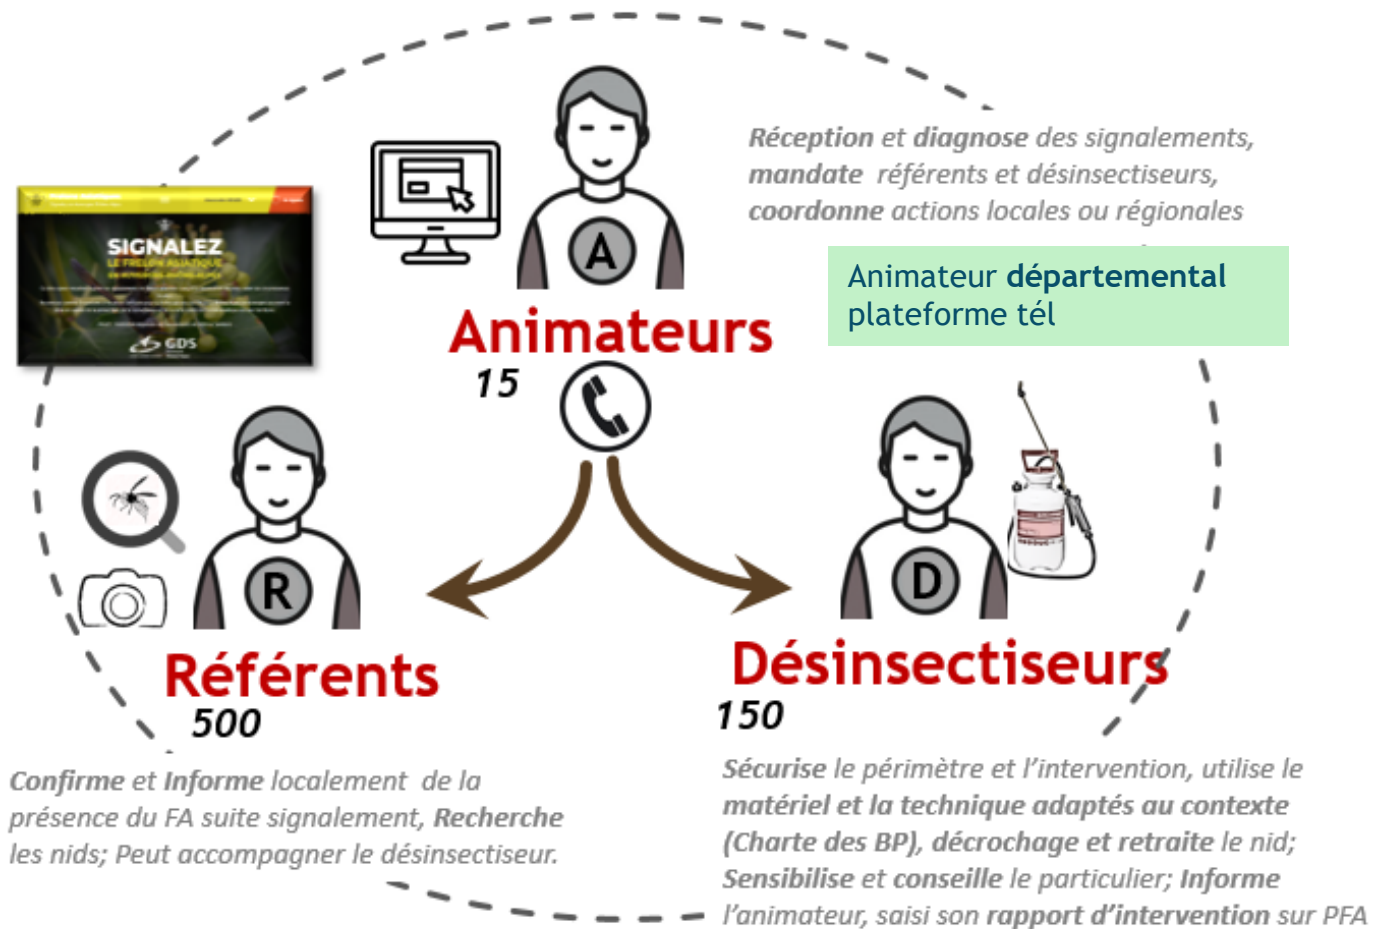 Réception et diagnose des signalements,
mandate référents et désinsectiseurs,
coordonne actions locales ou régionales
SIGNALEZ
LE FRELON ASIATIQUE
GDS
A
Animateurs
15
Animateur départemental
plateforme tél
R
Référents
500
D
Désinsectiseurs
150
Confirme et Informe localement de la
présence du FA suite signalement, Recherche
les nids; Peut accompagner le désinsectiseur.
Sécurise le périmètre et l'intervention, utilise le
matériel et la technique adaptés au contexte
(Charte des BP), décrochage et retraite le nid;
Sensibilise et conseille le particulier; Informe
l'animateur, saisi son rapport d'intervention sur PFA